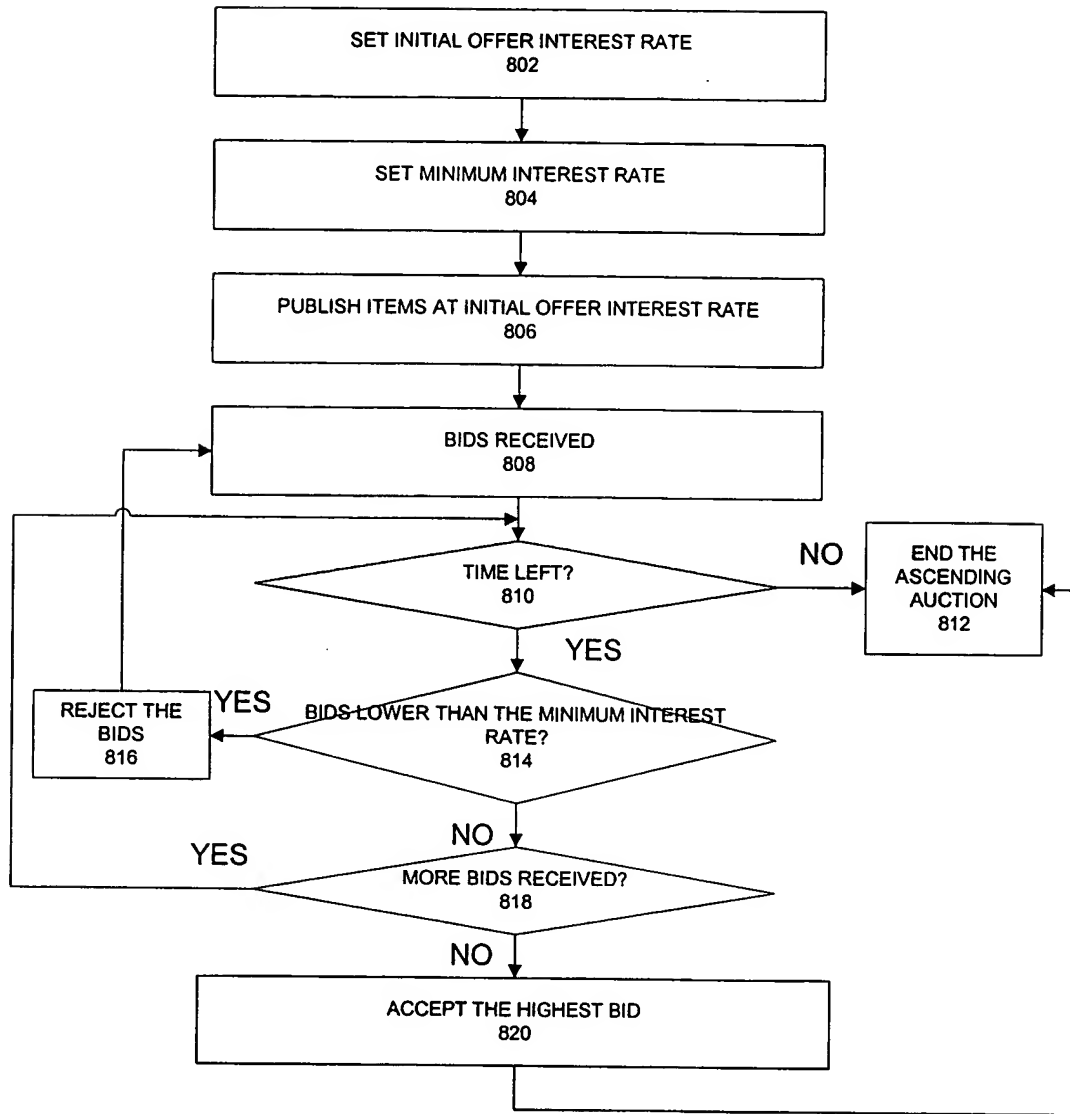 SET INITIAL OFFER INTEREST RATE
802
SET MINIMUM INTEREST RATE
804
PUBLISH ITEMS AT INITIAL OFFER INTEREST RATE
806
BIDS RECEIVED
808
TIME LEFT?
810
NO
END THE
ASCENDING
AUCTION
812
YES
BIDS LOWER THAN THE MINIMUM INTEREST
RATE?
814
YES
REJECT THE
BIDS
816
NO
YES
MORE BIDS RECEIVED?
818
NO
ACCEPT THE HIGHEST BID
820